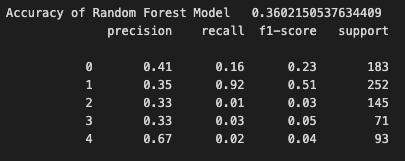 Accuracy of Random Forest Model 0.3602150537634409
precision recall f1-score support
0 0.41 0.16 0.23 183
1 0.35 0.92 0.51 252
2 0.33 0.01 0.03 145
3 0.33 0.03 0.05 71
4 0.67 0.02 0.04 93